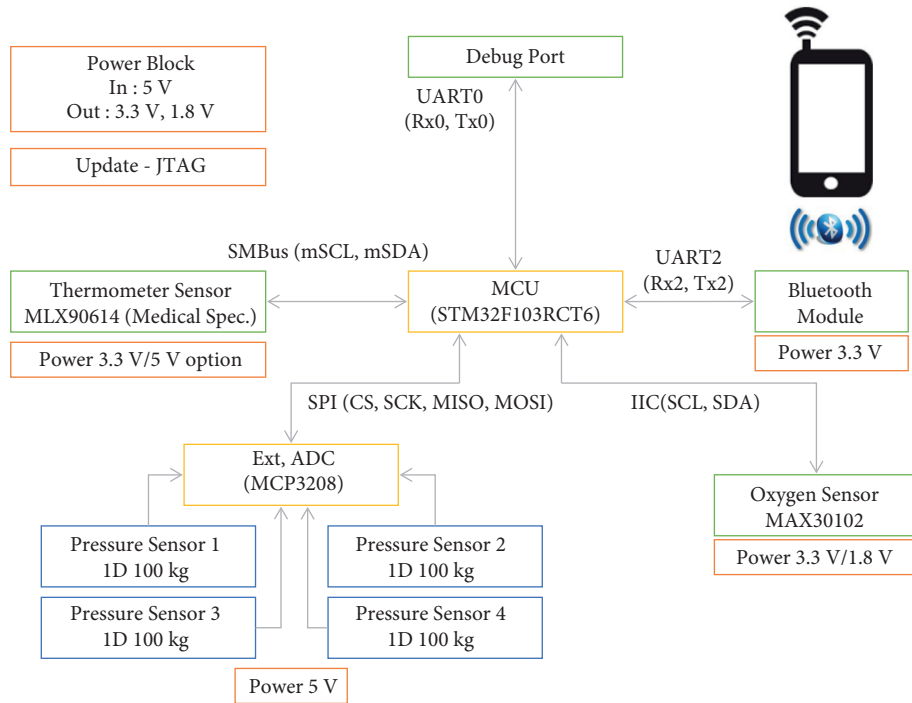 Power Block
In : 5 V
Out : 3.3 V, 1.8 V
Update - JTAG
Debug Port
UART0
(Rx0, Tx0)
SMBus (mSCL, mSDA)
Thermometer Sensor
MLX90614 (Medical Spec.)
Power 3.3 V/5 V option
MCU
(STM32F103RCT6)
UART2
(Rx2, Tx2)
Bluetooth
Module
Power 3.3 V
SPI (CS, SCK, MISO, MOSI)
IIC(SCL, SDA)
Ext, ADC
(MCP3208)
Oxygen Sensor
MAX30102
Power 3.3 V/1.8 V
Pressure Sensor 1
1D 100 kg
Pressure Sensor 2
1D 100 kg
Pressure Sensor 3
1D 100 kg
Pressure Sensor 4
1D 100 kg
Power 5 V